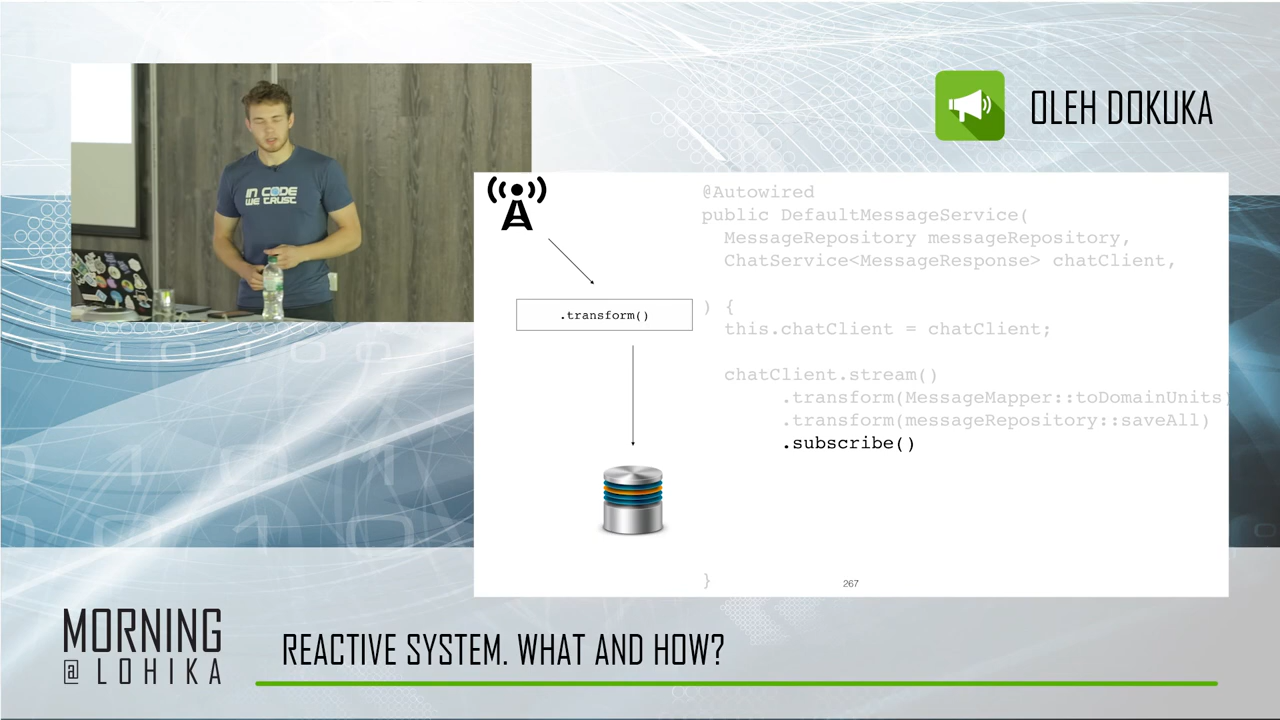 OLEH DOKUKA
IN CODE
WE TRUST
@Autowired
public DefaultMessageService(
MessageRepository messageRepository,
ChatService<MessageResponse> chatClient,
) {
this.chatClient = chatClient;
chatClient.stream()
.transform(MessageMapper::toDomainUnits)
.transform(messageRepository::saveAll)
.subscribe()
}
.transform()
267
MORNING
@ LOHIKA
REACTIVE SYSTEM. WHAT AND HOW?